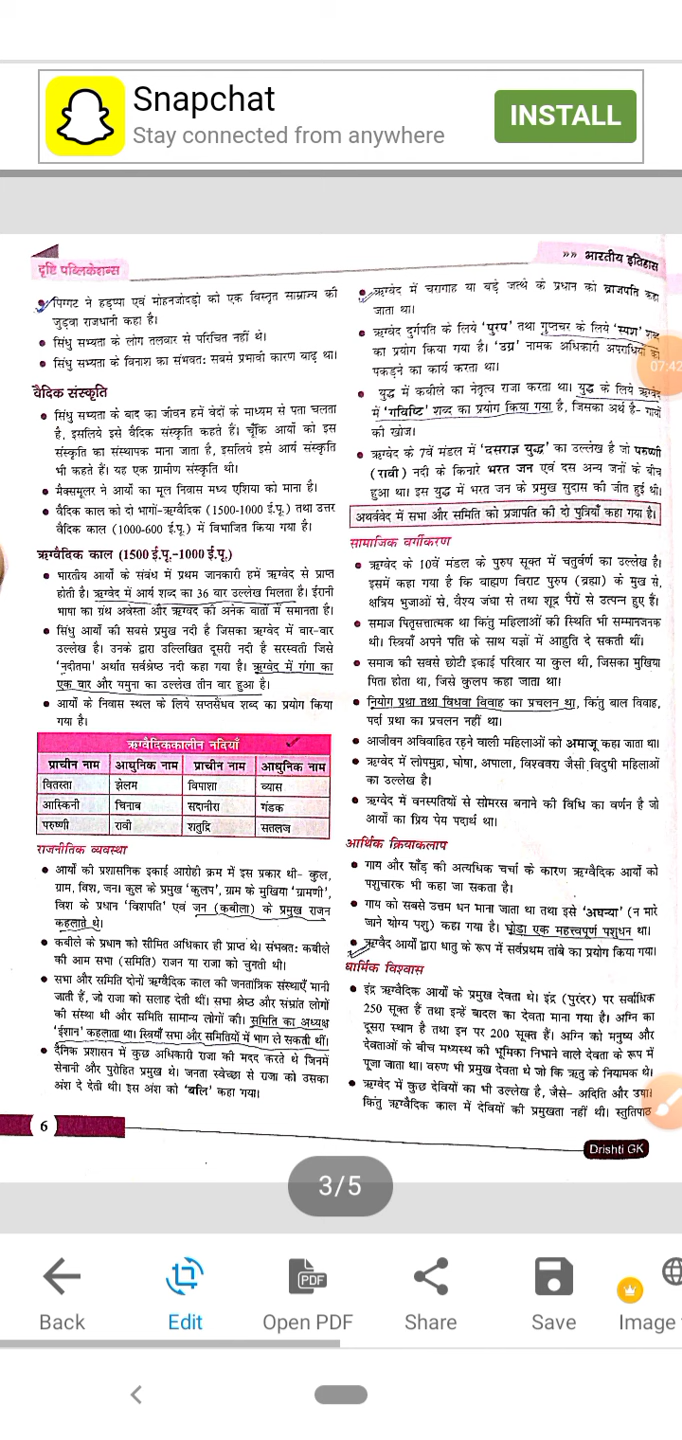 Snapchat
Stay connected from anywhere
INSTALL
दृष्टि पब्लिकेशन्स
»» भारतीय इतिहास
पिग्गट ने हड़प्पा एवं मोहनजोदड़ो को एक विस्तृत साम्राज्य की
जुड़वा राजधानी कहा है।
सिंधु सभ्यता के लोग तलवार से परिचित नहीं थे।
सिंधु सभ्यता के विनाश का संभवत: सबसे प्रभावी कारण बाढ़ था।
वैदिक संस्कृति
सिंधु सभ्यता के बाद का जीवन हमें वेदों के माध्यम से पता चलता
है, इसलिये इसे वैदिक संस्कृति कहते हैं। चूँकि आर्यों को इस
संस्कृति का संस्थापक माना जाता है, इसलिये इसे आर्य संस्कृति
भी कहते हैं। यह एक ग्रामीण संस्कृति थी।
मैक्समूलर ने आर्यों का मूल निवास मध्य एशिया को माना है।
वैदिक काल को दो भागों-ऋग्वैदिक (1500-1000 ई.पू.) तथा उत्तर
वैदिक काल (1000-600 ई.पू.) में विभाजित किया गया है।
ऋग्वैदिक काल (1500 ई.पू.-1000 ई.पू.)
भारतीय आर्यों के संबंध में प्रथम जानकारी हमें ऋग्वेद से प्राप्त
होती है। ऋग्वेद में आर्य शब्द का 36 बार उल्लेख मिलता है। ईरानी
भाषा का ग्रंथ अवेस्ता और ऋग्वेद की अनेक बातों में समानता है।
सिंधु आर्यों की सबसे प्रमुख नदी है जिसका ऋग्वेद में बार-बार
उल्लेख है। उनके द्वारा उल्लिखित दूसरी नदी है सरस्वती जिसे
'नदीतमा' अर्थात सर्वश्रेष्ठ नदी कहा गया है। ऋग्वेद में गंगा का
एक बार और यमुना का उल्लेख तीन बार हुआ है।
आर्यों के निवास स्थल के लिये सप्तसैंधव शब्द का प्रयोग किया
गया है।
ऋग्वैदिककालीन नदियाँ
प्राचीन नाम आधुनिक नाम प्राचीन नाम आधुनिक नाम
वितस्ता झेलम विपाशा व्यास
आस्किनी चिनाब सदानीरा गंडक
परुष्णी रावी शतुद्रि सतलज
राजनीतिक व्यवस्था
आर्यों की प्रशासनिक इकाई आरोही क्रम में इस प्रकार थी- कुल,
ग्राम, विश, जन। कुल के प्रमुख 'कुलप', ग्राम के मुखिया 'ग्रामणी',
विश के प्रधान 'विशपति' एवं जन (कबीला) के प्रमुख राजन
कहलाते थे।
कबीले के प्रधान को सीमित अधिकार ही प्राप्त थे। संभवत: कबीले
की आम सभा (समिति) राजन या राजा को चुनती थी।
सभा और समिति दोनों ऋग्वैदिक काल की जनतांत्रिक संस्थाएँ मानी
जाती हैं, जो राजा को सलाह देती थीं। सभा श्रेष्ठ और संभ्रांत लोगों
की संस्था थी और समिति सामान्य लोगों की। समिति का अध्यक्ष
'ईशान' कहलाता था। स्त्रियाँ सभा और समितियों में भाग ले सकती थीं।
दैनिक प्रशासन में कुछ अधिकारी राजा की मदद करते थे जिनमें
सेनानी और पुरोहित प्रमुख थे। जनता स्वेच्छा से राजा को उसका
अंश दे देती थी। इस अंश को 'बलि' कहा गया।
ऋग्वेद में चरागाह या बड़े जत्थे के प्रधान को व्राजपति कहा
जाता था।
ऋग्वेद दुर्गपति के लिये 'पुरप' तथा गुप्तचर के लिये 'स्पश' शब्द
का प्रयोग किया गया है। 'उग्र' नामक अधिकारी अपराधियों को
पकड़ने का कार्य करता था।
07:42
युद्ध में कबीले का नेतृत्व राजा करता था। युद्ध के लिये ऋग्वेद
में 'गविष्टि' शब्द का प्रयोग किया गया है, जिसका अर्थ है- गायों
की खोज।
ऋग्वेद के 7वें मंडल में 'दसराज्ञ युद्ध' का उल्लेख है जो परुष्णी
(रावी) नदी के किनारे भरत जन एवं दस अन्य जनों के बीच
हुआ था। इस युद्ध में भरत जन के प्रमुख सुदास की जीत हुई थी।
अथर्ववेद में सभा और समिति को प्रजापति की दो पुत्रियाँ कहा गया है।
सामाजिक वर्गीकरण
ऋग्वेद के 10वें मंडल के पुरुष सूक्त में चतुर्वर्ण का उल्लेख है।
इसमें कहा गया है कि ब्राह्मण विराट पुरुष (ब्रह्मा) के मुख से,
क्षत्रिय भुजाओं से, वैश्य जंघा से तथा शूद्र पैरों से उत्पन्न हुए हैं।
समाज पितृसत्तात्मक था किंतु महिलाओं की स्थिति भी सम्मानजनक
थी। स्त्रियाँ अपने पति के साथ यज्ञों में आहुति दे सकती थीं।
समाज की सबसे छोटी इकाई परिवार या कुल थी, जिसका मुखिया
पिता होता था, जिसे कुलप कहा जाता था।
नियोग प्रथा तथा विधवा विवाह का प्रचलन था, किंतु बाल विवाह,
पर्दा प्रथा का प्रचलन नहीं था।
आजीवन अविवाहित रहने वाली महिलाओं को अमाजू कहा जाता था।
ऋग्वेद में लोपमुद्रा, घोषा, अपाला, विश्ववरा जैसी विदुषी महिलाओं
का उल्लेख है।
ऋग्वेद में वनस्पतियों से सोमरस बनाने की विधि का वर्णन है जो
आर्यों का प्रिय पेय पदार्थ था।
आर्थिक क्रियाकलाप
गाय और साँड़ की अत्यधिक चर्चा के कारण ऋग्वैदिक आर्यों को
पशुचारक भी कहा जा सकता है।
गाय को सबसे उत्तम धन माना जाता था तथा इसे 'अघन्या' (न मारे
जाने योग्य पशु) कहा गया है। घोड़ा एक महत्त्वपूर्ण पशुधन था।
ऋग्वैद आर्यों द्वारा धातु के रूप में सर्वप्रथम तांबे का प्रयोग किया गया।
धार्मिक विश्वास
इंद्र ऋग्वैदिक आर्यों के प्रमुख देवता थे। इंद्र (पुरंदर) पर सर्वाधिक
250 सूक्त हैं तथा इन्हें बादल का देवता माना गया है। अग्नि का
दूसरा स्थान है तथा इन पर 200 सूक्त हैं। अग्नि को मनुष्य और
देवताओं के बीच मध्यस्थ की भूमिका निभाने वाले देवता के रूप में
पूजा जाता था। वरुण भी प्रमुख देवता थे जो कि ऋतु के नियामक थे।
ऋग्वेद में कुछ देवियों का भी उल्लेख है, जैसे- अदिति और उषा।
किंतु ऋग्वैदिक काल में देवियों की प्रमुखता नहीं थी। स्तुतिपाठ
6
Drishti GK
3/5
PDF
Back
Edit
Open PDF
Share
Save
Image